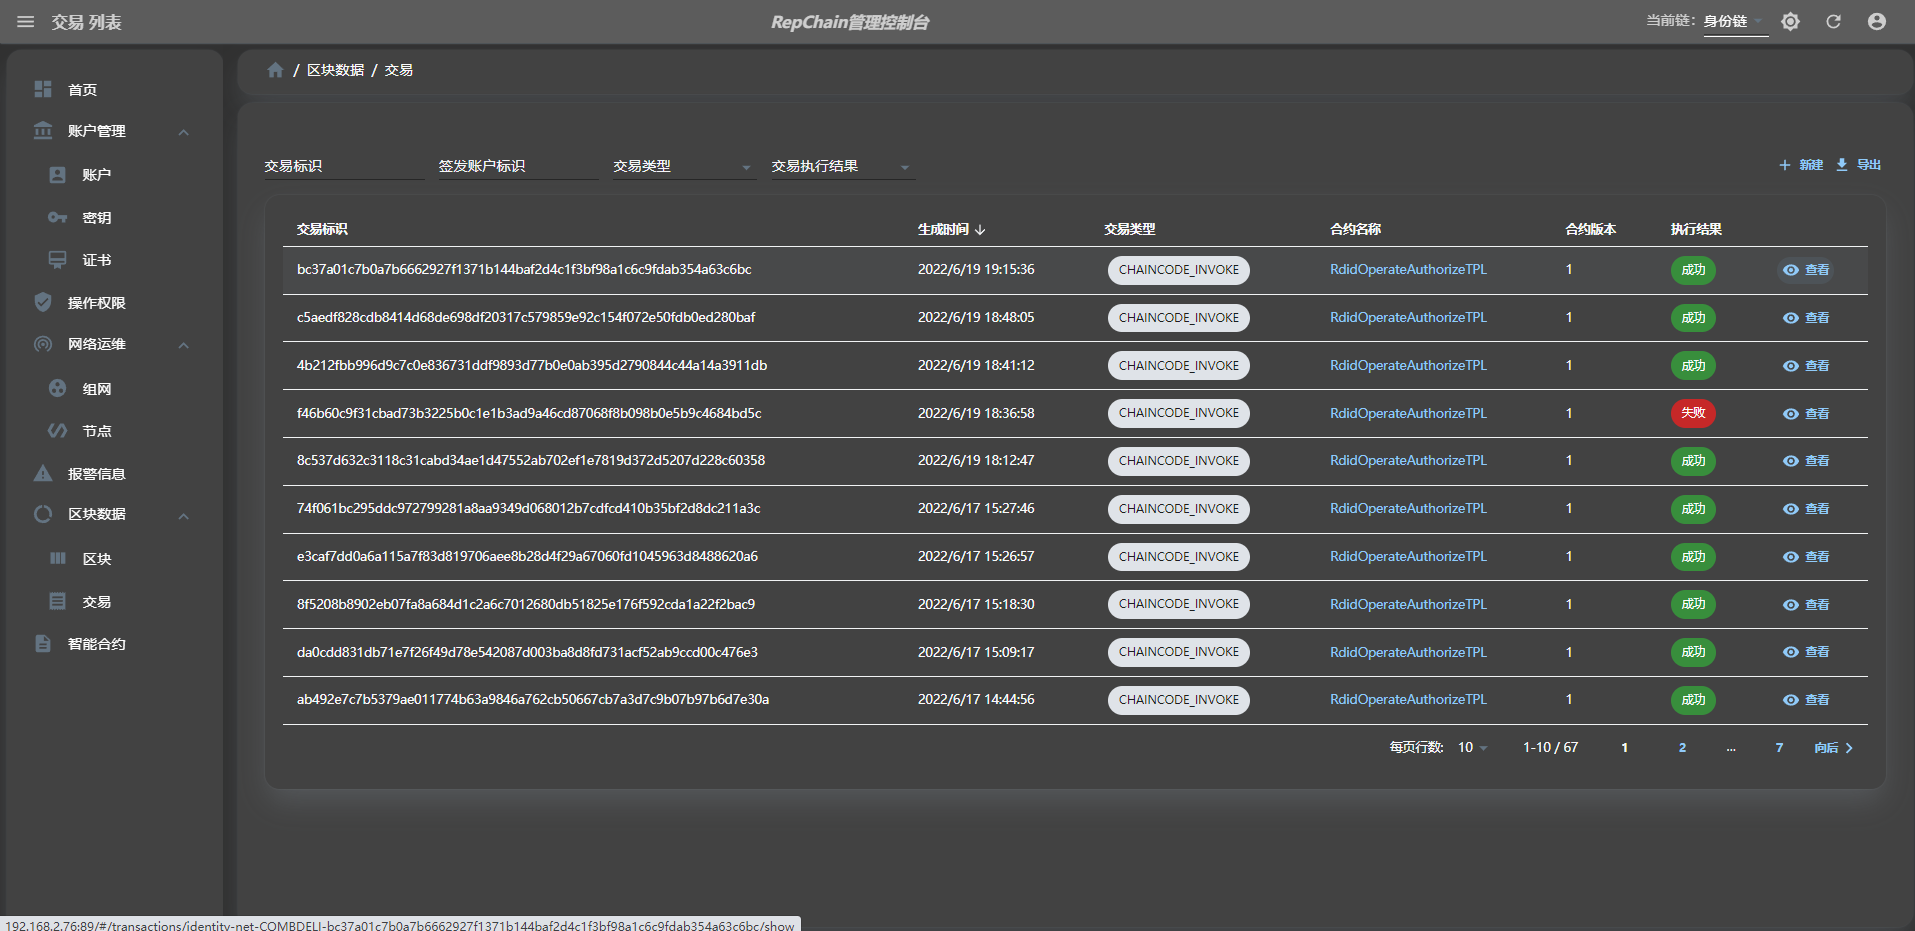 交易 列表
RepChain管理控制台
当前链: 身份链
首页
账户管理
账户
密钥
证书
操作权限
网络运维
组网
节点
报警信息
区块数据
区块
交易
智能合约
/ 区块数据 / 交易
交易标识 签发账户标识 交易类型 交易执行结果 新建 导出
交易标识 生成时间 交易类型 合约名称 合约版本 执行结果
bc37a01c7b0a7b6662927f1371b144baf2d4c1f3bf98a1c6c9fdab354a63c6bc 2022/6/19 19:15:36 CHAINCODE_INVOKE RdidOperateAuthorizeTPL 1 成功 查看
c5aedf828cdb8414d68de698df20317c579859e92c154f072e50fdb0ed280baf 2022/6/19 18:48:05 CHAINCODE_INVOKE RdidOperateAuthorizeTPL 1 成功 查看
4b212fbb996d9c7c0e836731ddf9893d77b0e0ab395d2790844c44a14a3911db 2022/6/19 18:41:12 CHAINCODE_INVOKE RdidOperateAuthorizeTPL 1 成功 查看
f46b60c9f31cbad73b3225b0c1e1b3ad9a46cd87068f8b098b0e5b9c4684bd5c 2022/6/19 18:36:58 CHAINCODE_INVOKE RdidOperateAuthorizeTPL 1 失败 查看
8c537d632c3118c31cabd34ae1d47552ab702ef1e7819d372d5207d228c60358 2022/6/19 18:12:47 CHAINCODE_INVOKE RdidOperateAuthorizeTPL 1 成功 查看
74f061bc295ddc972799281a8aa9349d068012b7cdfcd410b35bf2d8dc211a3c 2022/6/17 15:27:46 CHAINCODE_INVOKE RdidOperateAuthorizeTPL 1 成功 查看
e3caf7dd0a6a115a7f83d819706aee8b28d4f29a67060fd1045963d8488620a6 2022/6/17 15:26:57 CHAINCODE_INVOKE RdidOperateAuthorizeTPL 1 成功 查看
8f5208b8902eb07fa8a684d1c2a6c7012680db51825e176f592cda1a22f2bac9 2022/6/17 15:18:30 CHAINCODE_INVOKE RdidOperateAuthorizeTPL 1 成功 查看
da0cdd831db71e7f26f49d78e542087d003ba8d8fd731acf52ab9ccd00c476e3 2022/6/17 15:09:17 CHAINCODE_INVOKE RdidOperateAuthorizeTPL 1 成功 查看
ab492e7c7b5379ae011774b63a9846a762cb50667cb7a3d7c9b07b97b6d7e30a 2022/6/17 14:44:56 CHAINCODE_INVOKE RdidOperateAuthorizeTPL 1 成功 查看
每页行数: 10 1-10 / 67 1 2 ... 7 向后
192.168.2.76:89/#/transactions/identity-net-COMBDELI-bc37a01c7b0a7b6662927f1371b144baf2d4c1f3bf98a1c6c9fdab354a63c6bc/show